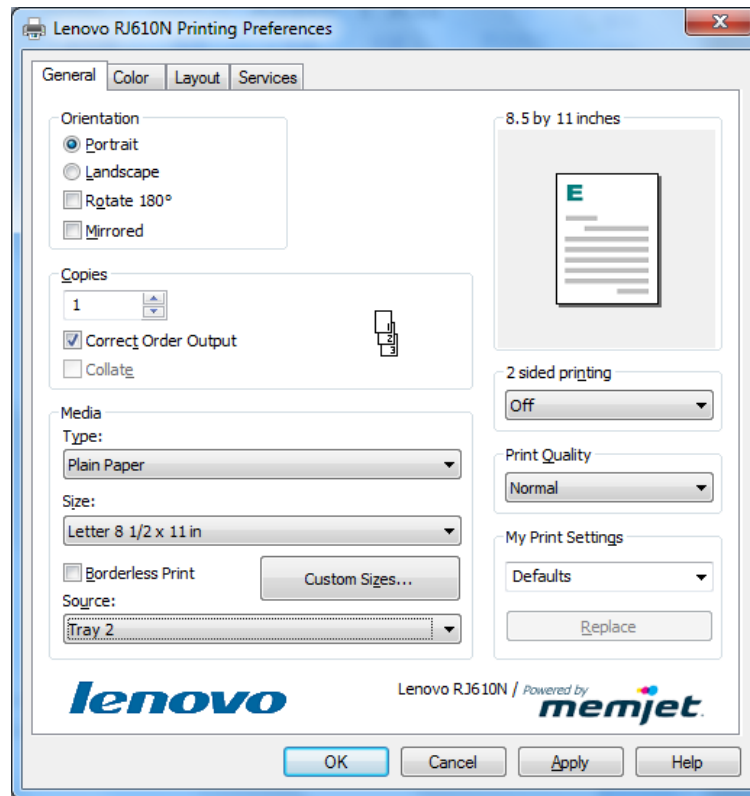 Lenovo RJ610N Printing Preferences
General Color Layout Services
Orientation
Portrait
Landscape
Rotate 180°
Mirrored
Copies
1
Correct Order Output
Collate
1
2
3
Media
Type:
Plain Paper
Size:
Letter 8 1/2 x 11 in
Borderless Print
Custom Sizes...
Source:
Tray 2
8.5 by 11 inches
E
2 sided printing
Off
Print Quality
Normal
My Print Settings
Defaults
Replace
lenovo
Lenovo RJ610N / Powered by
memjet
OK Cancel Apply Help